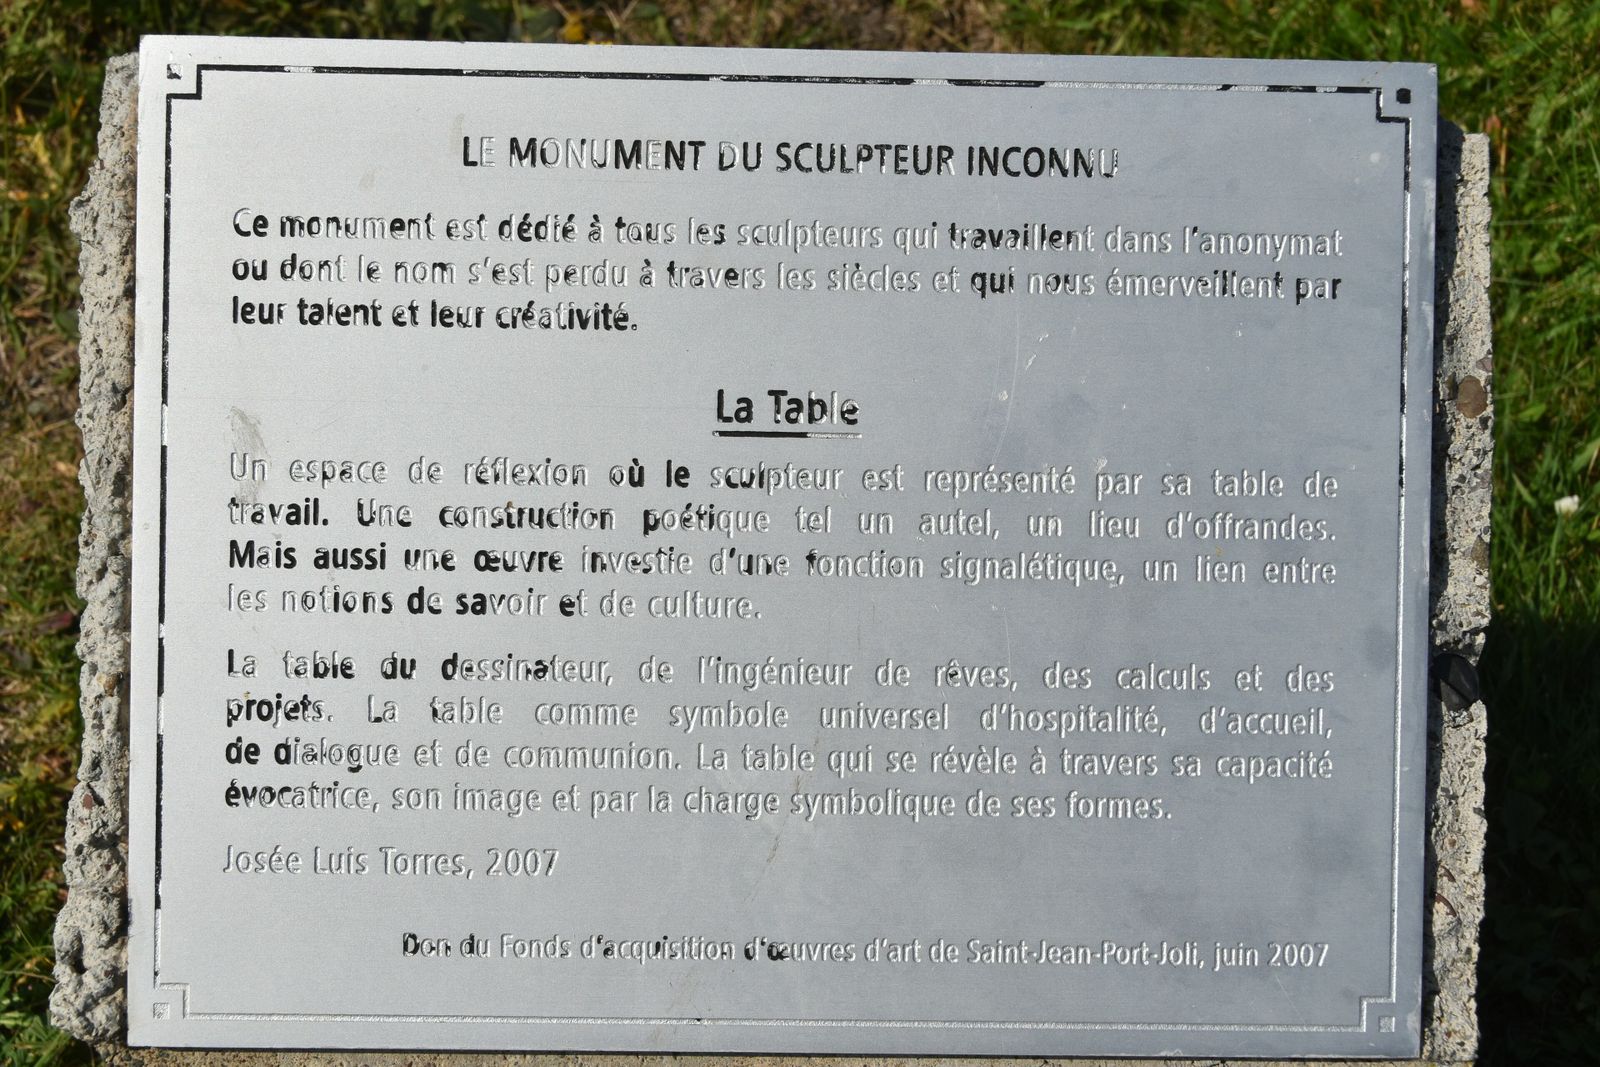 LE MONUMENT DU SCULPTEUR INCONNU
Ce monument est dédié à tous les sculpteurs qui travaillent dans l'anonymat
ou dont le nom s'est perdu à travers les siècles et qui nous émerveillent par
leur talent et leur créativité.
La Table
Un espace de réflexion où le sculpteur est représenté par sa table de
travail. Une construction poétique tel un autel, un lieu d'offrandes.
Mais aussi une œuvre investie d'une fonction signalétique, un lien entre
les notions de savoir et de culture.
La table du dessinateur, de l'ingénieur de rêves, des calculs et des
projets. La table comme symbole universel d'hospitalité, d'accueil,
de dialogue et de communion. La table qui se révèle à travers sa capacité
évocatrice, son image et par la charge symbolique de ses formes.
Josée Luis Torres, 2007
Don du Fonds d'acquisition d'œuvres d'art de Saint-Jean-Port-Joli, juin 2007